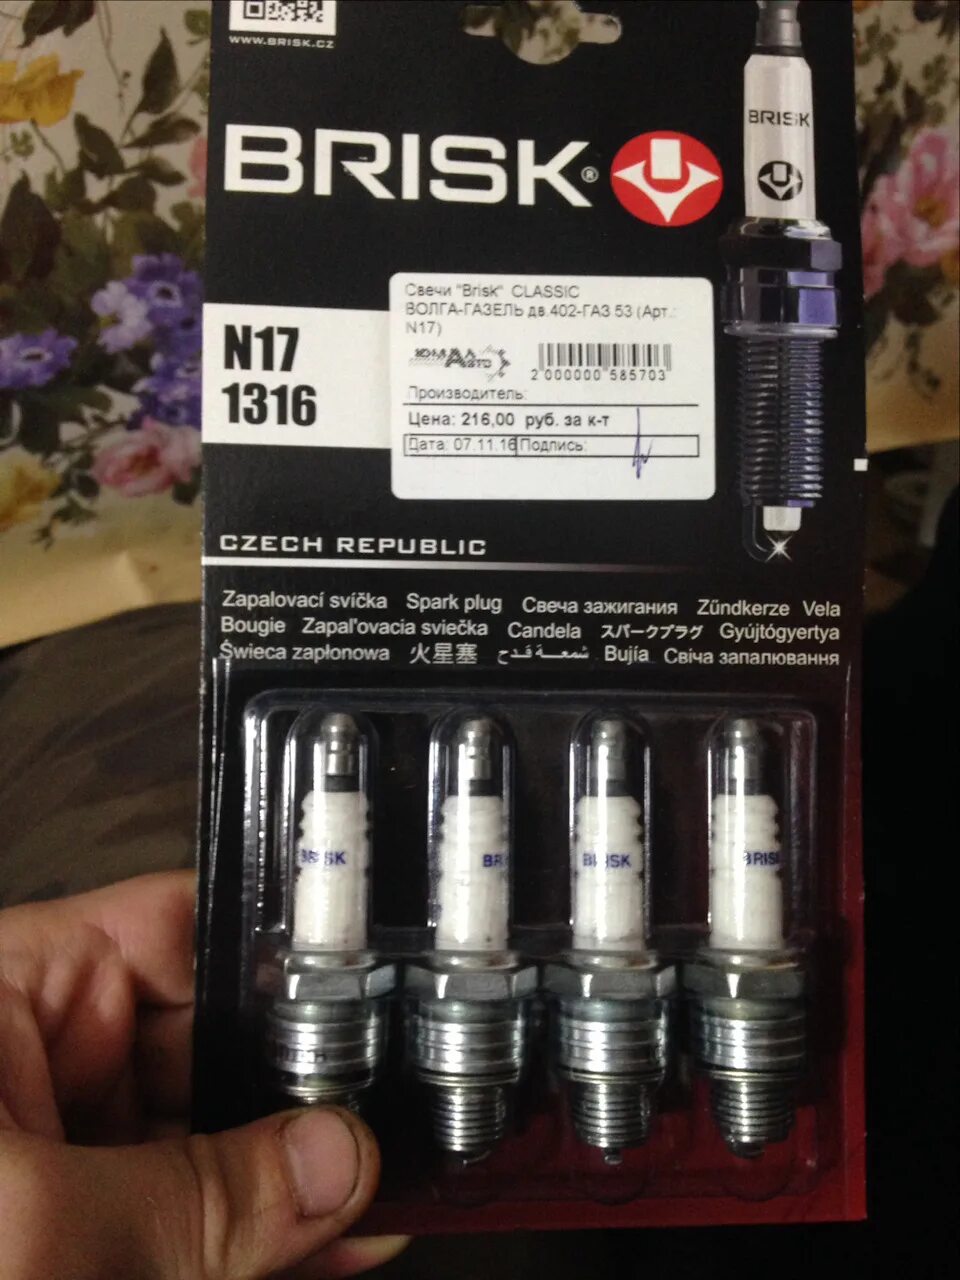 WWW.BRISK.CZ
BRISK®
BRISK
N17
1316
Свечи "Brisk" CLASSIC
ВОЛГА-ГАЗЕЛЬ дв.402-ГАЗ 53 (Арт.:
N17)
2 000000 585703
Производитель:
Цена: 216,00 руб. за к-т
Дата: 07.11.16 Подпись:
CZECH REPUBLIC
Zapalovací svíčka Spark plug Свеча зажигания Zündkerze Vela
Bougie Zapal'ovacia sviečka Candela スパークプラグ Gyújtógyertya
Świeca zapłonowa 火星塞 شمعـة قدح Bujía Свіча запалювання
BRISK
BRISK
BRISK
BRISK